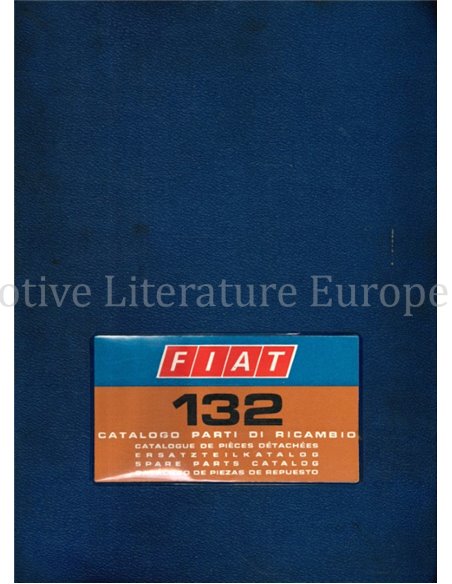 otive Literature Europe
FIAT
132
CATALOGO PARTI DI RICAMBIO
CATALOGUE DE PIÈCES DÉTACHÉES
ERSATZTEILKATALOG
SPARE PARTS CATALOG
CATALOGO DE PIEZAS DE REPUESTO